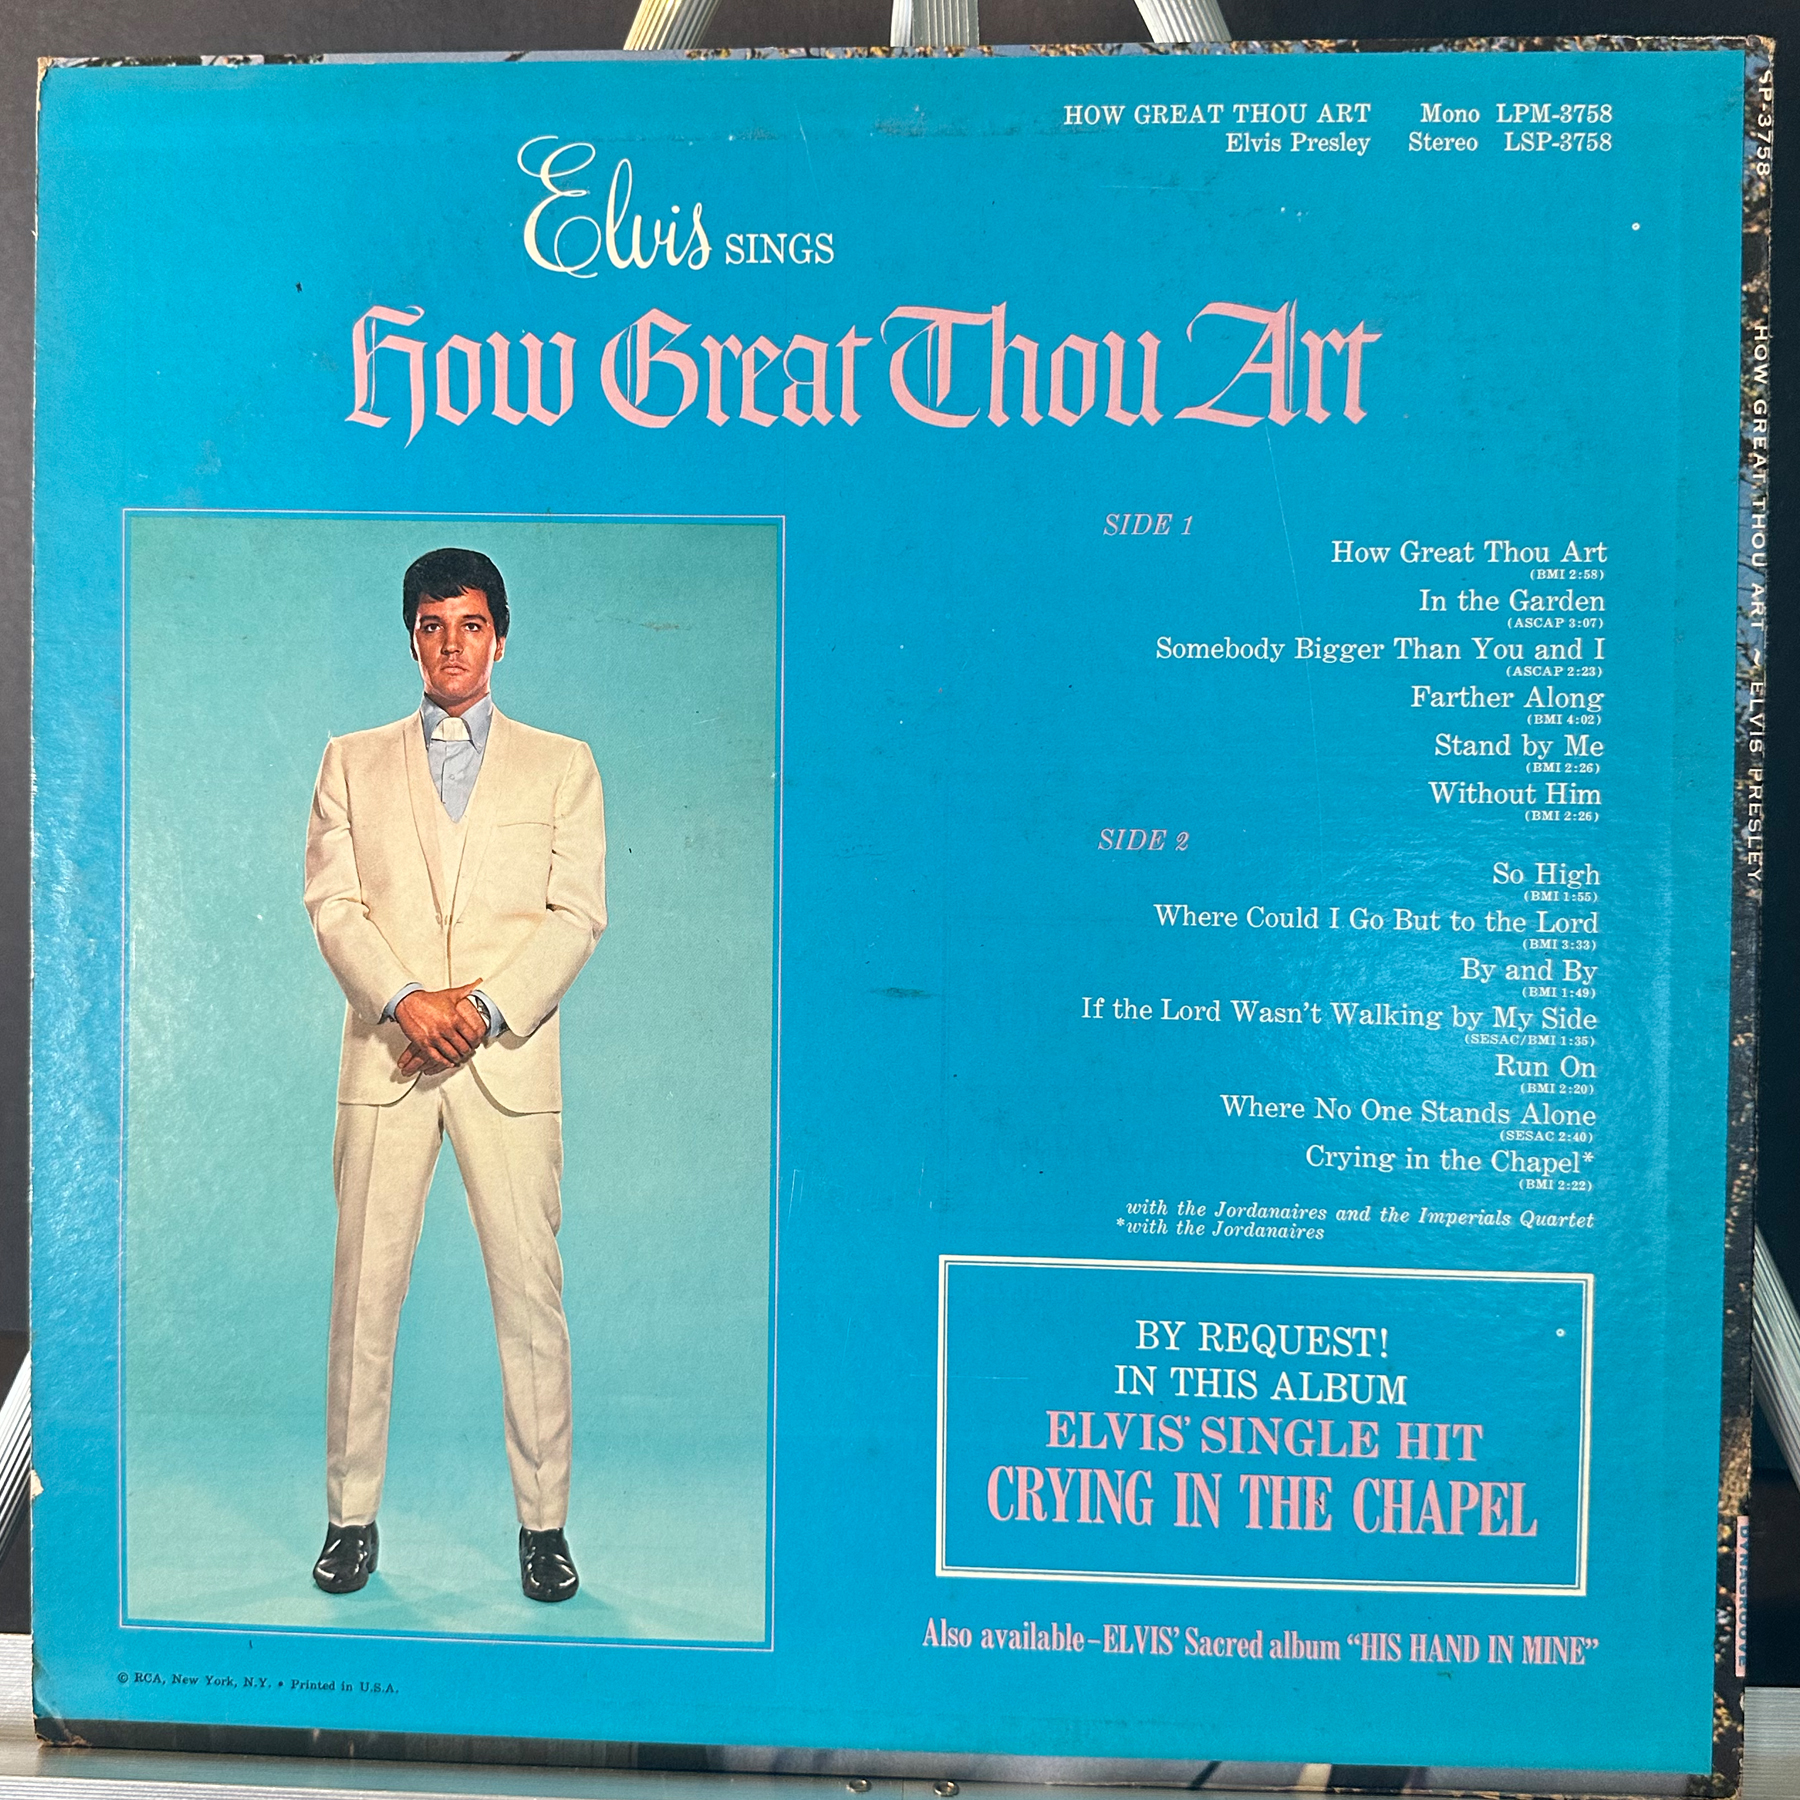 HOW GREAT THOU ART Mono LPM-3758
Elvis Presley Stereo LSP-3758
Elvis SINGS
How Great Thou Art
SIDE 1
How Great Thou Art
(BMI 2:58)
In the Garden
(ASCAP 3:07)
Somebody Bigger Than You and I
(ASCAP 2:23)
Farther Along
(BMI 4:02)
Stand by Me
(BMI 2:26)
Without Him
(BMI 2:26)
SIDE 2
So High
(BMI 1:55)
Where Could I Go But to the Lord
(BMI 3:33)
By and By
(BMI 1:49)
If the Lord Wasn't Walking by My Side
(SESAC/BMI 1:35)
Run On
(BMI 2:20)
Where No One Stands Alone
(SESAC 2:40)
Crying in the Chapel*
(BMI 2:22)
with the Jordanaires and the Imperials Quartet
*with the Jordanaires
BY REQUEST!
IN THIS ALBUM
ELVIS' SINGLE HIT
CRYING IN THE CHAPEL
Also available–ELVIS' Sacred album “HIS HAND IN MINE”
© RCA, New York, N.Y. • Printed in U.S.A.
SP-3758 HOW GREAT THOU ART ~ ELVIS PRESLEY